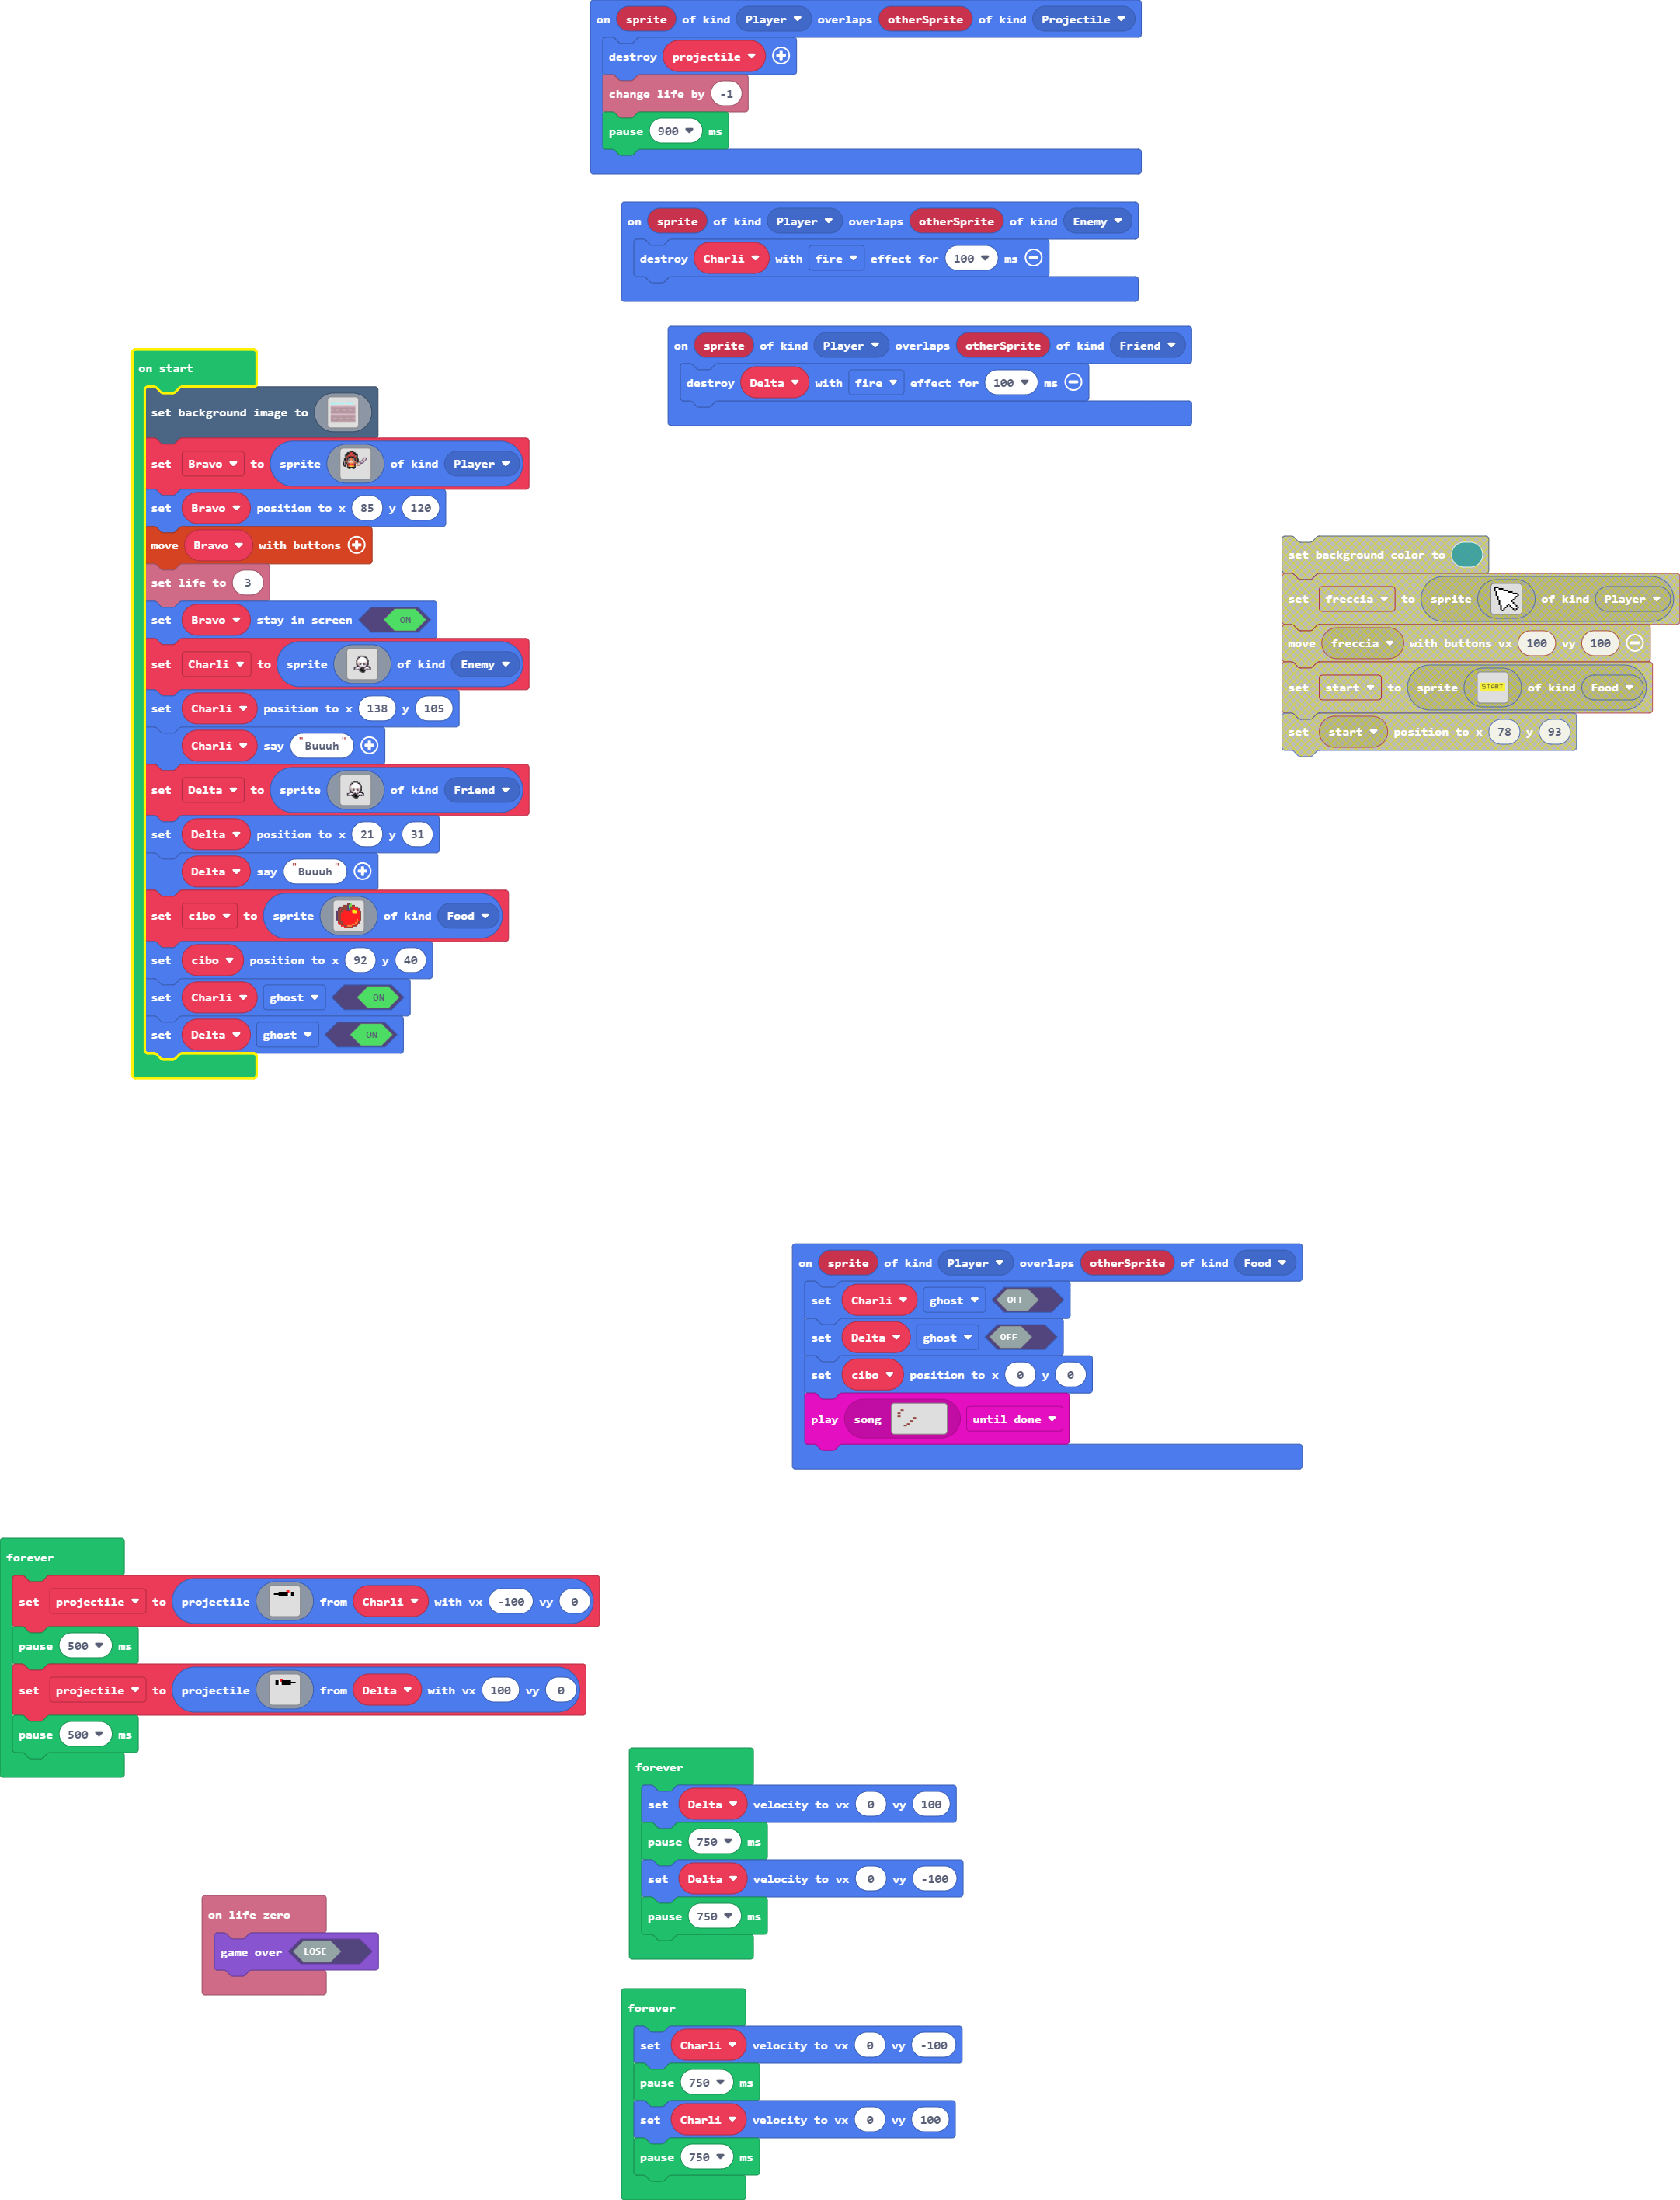 on sprite of kind Player overlaps otherSprite of kind Projectile
destroy projectile
change life by -1
pause 900 ms
on sprite of kind Player overlaps otherSprite of kind Enemy
destroy Charli with fire effect for 100 ms
on sprite of kind Player overlaps otherSprite of kind Friend
destroy Delta with fire effect for 100 ms
on start
set background image to
set Bravo to sprite of kind Player
set Bravo position to x 85 y 120
move Bravo with buttons
set life to 3
set Bravo stay in screen ON
set Charli to sprite of kind Enemy
set Charli position to x 138 y 105
Charli say "Buuuh"
set Delta to sprite of kind Friend
set Delta position to x 21 y 31
Delta say "Buuuh"
set cibo to sprite of kind Food
set cibo position to x 92 y 40
set Charli ghost ON
set Delta ghost ON
set background color to
set freccia to sprite of kind Player
move freccia with buttons vx 100 vy 100
set start to sprite START of kind Food
set start position to x 78 y 93
on sprite of kind Player overlaps otherSprite of kind Food
set Charli ghost OFF
set Delta ghost OFF
set cibo position to x 0 y 0
play song until done
forever
set projectile to projectile from Charli with vx -100 vy 0
pause 500 ms
set projectile to projectile from Delta with vx 100 vy 0
pause 500 ms
forever
set Delta velocity to vx 0 vy 100
pause 750 ms
set Delta velocity to vx 0 vy -100
pause 750 ms
on life zero
game over LOSE
forever
set Charli velocity to vx 0 vy -100
pause 750 ms
set Charli velocity to vx 0 vy 100
pause 750 ms